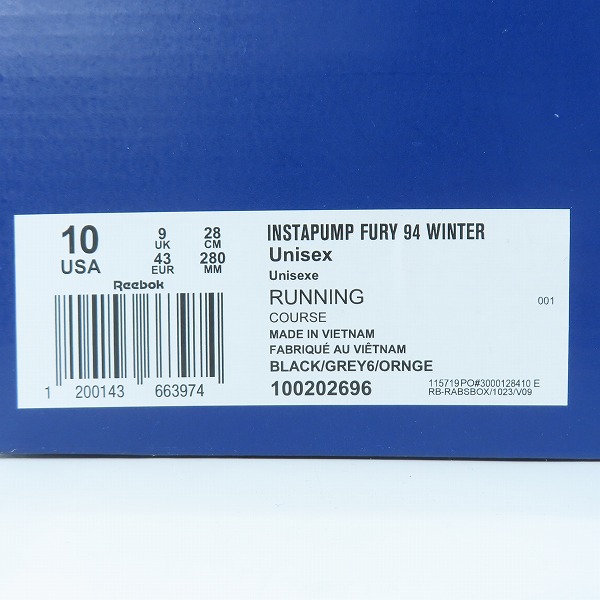 10
USA
9
UK
43
EUR
28
CM
280
MM
Reebok
1 200143 663974
INSTAPUMP FURY 94 WINTER
Unisex
Unisexe
RUNNING
COURSE
MADE IN VIETNAM
FABRIQUÉ AU VIÊTNAM
BLACK/GREY6/ORNGE
100202696
001
115719 PO#3000128410 E
RB-RABSBOX/1023/V09